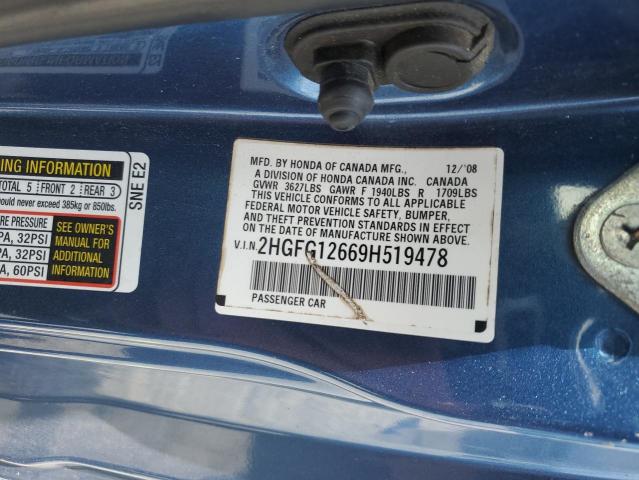 NG INFORMATION
TOTAL 5 FRONT 2 REAR 3
hould never exceed 385kg or 850lbs.
RE PRESSURE
PA, 32PSI
PA, 32PSI
A, 60PSI
SEE OWNER'S
MANUAL FOR
ADDITIONAL
INFORMATION
SNE E2
MFD. BY HONDA OF CANADA MFG., 12/'08
A DIVISION OF HONDA CANADA INC. CANADA
GVWR 3627LBS GAWR F 1940LBS R 1709LBS
THIS VEHICLE CONFORMS TO ALL APPLICABLE
FEDERAL MOTOR VEHICLE SAFETY, BUMPER,
AND THEFT PREVENTION STANDARDS IN EFFECT
ON THE DATE OF MANUFACTURE SHOWN ABOVE.
V.I.N. 2HGFG12669H519478
PASSENGER CAR